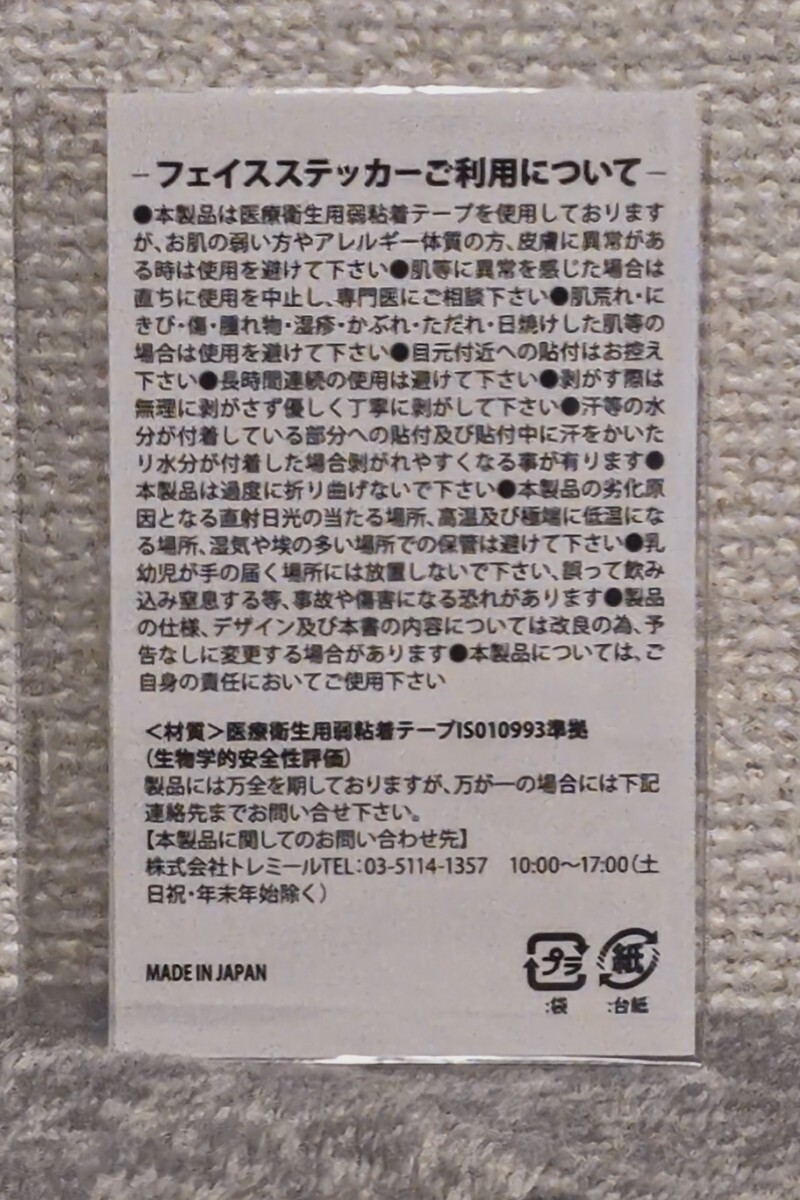 -フェイスステッカーご利用について-
●本製品は医療衛生用弱粘着テープを使用しております
が、お肌の弱い方やアレルギー体質の方、皮膚に異常があ
る時は使用を避けて下さい●肌等に異常を感じた場合は
直ちに使用を中止し、専門医にご相談下さい●肌荒れ・に
きび・傷・腫れ物・湿疹・かぶれ・ただれ・日焼けした肌等の
場合は使用を避けて下さい●目元付近への貼付はお控え
下さい●長時間連続の使用は避けて下さい●剥がす際は
無理に剥がさず優しく丁寧に剥がして下さい●汗等の水
分が付着している部分への貼付及び貼付中に汗をかいた
り水分が付着した場合剥がれやすくなる事が有ります●
本製品は過度に折り曲げないで下さい●本製品の劣化原
因となる直射日光の当たる場所、高温及び極端に低温にな
る場所、湿気や埃の多い場所での保管は避けて下さい●乳
幼児が手の届く場所には放置しないで下さい、誤って飲み
込み窒息する等、事故や傷害になる恐れがあります●製品
の仕様、デザイン及び本書の内容については改良の為、予
告なしに変更する場合があります●本製品については、ご
自身の責任においてご使用下さい
＜材質＞医療衛生用弱粘着テープISO10993準拠
(生物学的安全性評価)
製品には万全を期しておりますが、万が一の場合には下記
連絡先までお問い合せ下さい。
【本製品に関してのお問い合わせ先】
株式会社トレミールTEL:03-5114-1357 10:00～17:00(土
日祝・年末年始除く)
MADE IN JAPAN
プラ 紙
:袋 :台紙